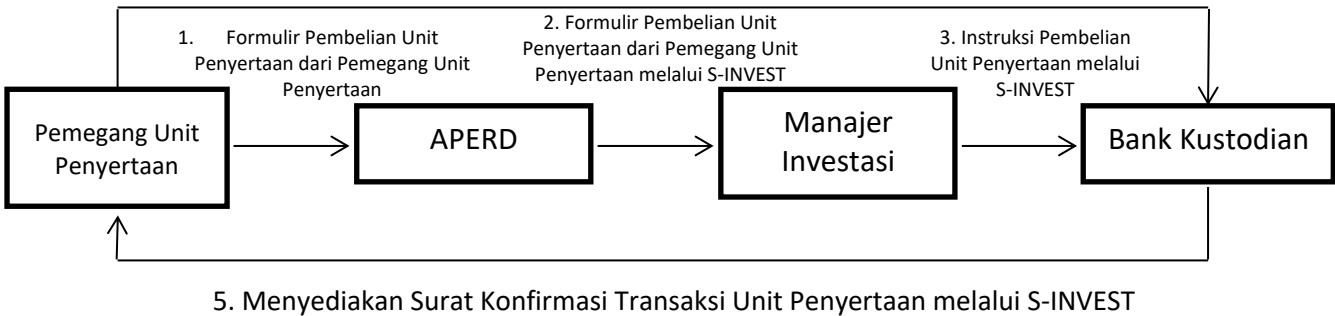 1. Formulir Pembelian Unit
Penyertaan dari Pemegang Unit
Penyertaan
2. Formulir Pembelian Unit
Penyertaan dari Pemegang Unit
Penyertaan melalui S-INVEST
3. Instruksi Pembelian
Unit Penyertaan melalui
S-INVEST
Pemegang Unit
Penyertaan
APERD
Manajer
Investasi
Bank Kustodian
5. Menyediakan Surat Konfirmasi Transaksi Unit Penyertaan melalui S-INVEST